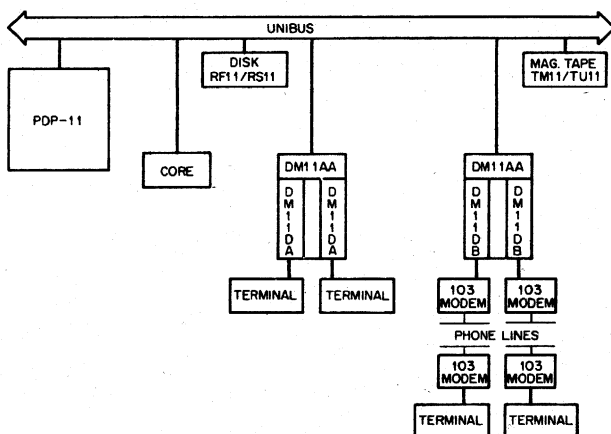 UNIBUS
PDP-11
CORE
DISK
RF11/RS11
MAG. TAPE
TM11/TU11
DM11AA
DM11DA
DM11DA
TERMINAL
TERMINAL
DM11AA
DM11DB
DM11DB
103
MODEM
103
MODEM
PHONE LINES
103
MODEM
103
MODEM
TERMINAL
TERMINAL